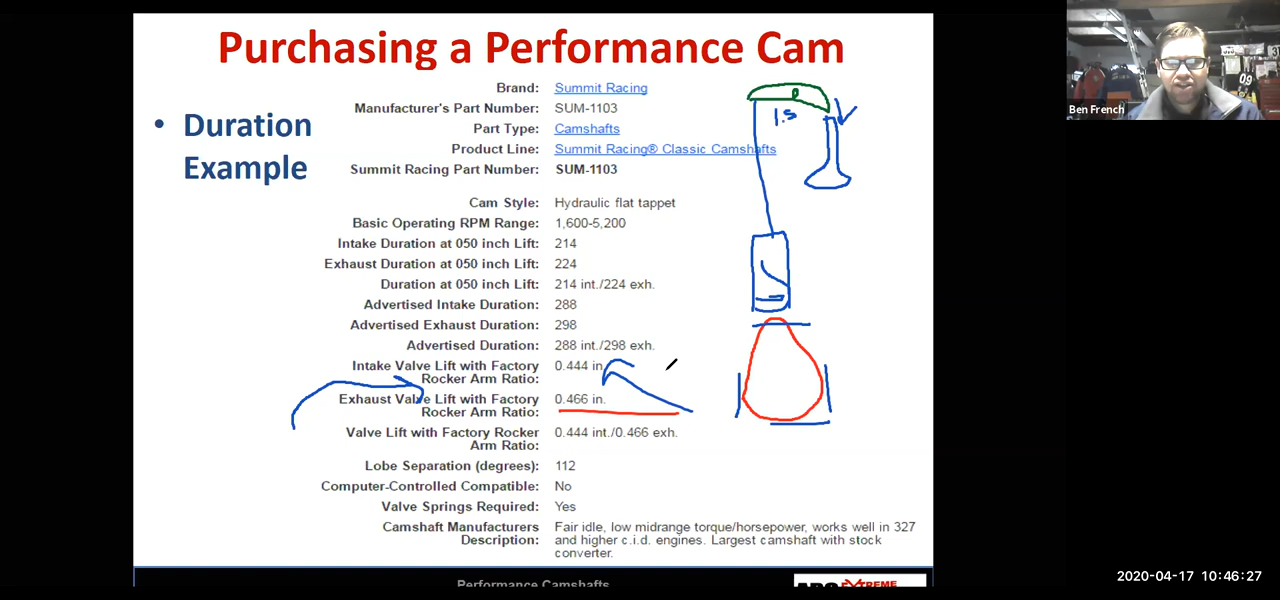 Purchasing a Performance Cam
• Duration
Example
Brand: Summit Racing
Manufacturer's Part Number: SUM-1103
Part Type: Camshafts
Product Line: Summit Racing® Classic Camshafts
Summit Racing Part Number: SUM-1103
Cam Style: Hydraulic flat tappet
Basic Operating RPM Range: 1,600-5,200
Intake Duration at 050 inch Lift: 214
Exhaust Duration at 050 inch Lift: 224
Duration at 050 inch Lift: 214 int./224 exh.
Advertised Intake Duration: 288
Advertised Exhaust Duration: 298
Advertised Duration: 288 int./298 exh.
Intake Valve Lift with Factory 0.444 in.
Rocker Arm Ratio:
Exhaust Valve Lift with Factory 0.466 in.
Rocker Arm Ratio:
Valve Lift with Factory Rocker 0.444 int./0.466 exh.
Arm Ratio:
Lobe Separation (degrees): 112
Computer-Controlled Compatible: No
Valve Springs Required: Yes
Camshaft Manufacturers Fair idle, low midrange torque/horsepower, works well in 327
Description: and higher c.i.d. engines. Largest camshaft with stock
converter.
1.5
Performance Camshafts
Ben French
09
2020-04-17 10:46:27